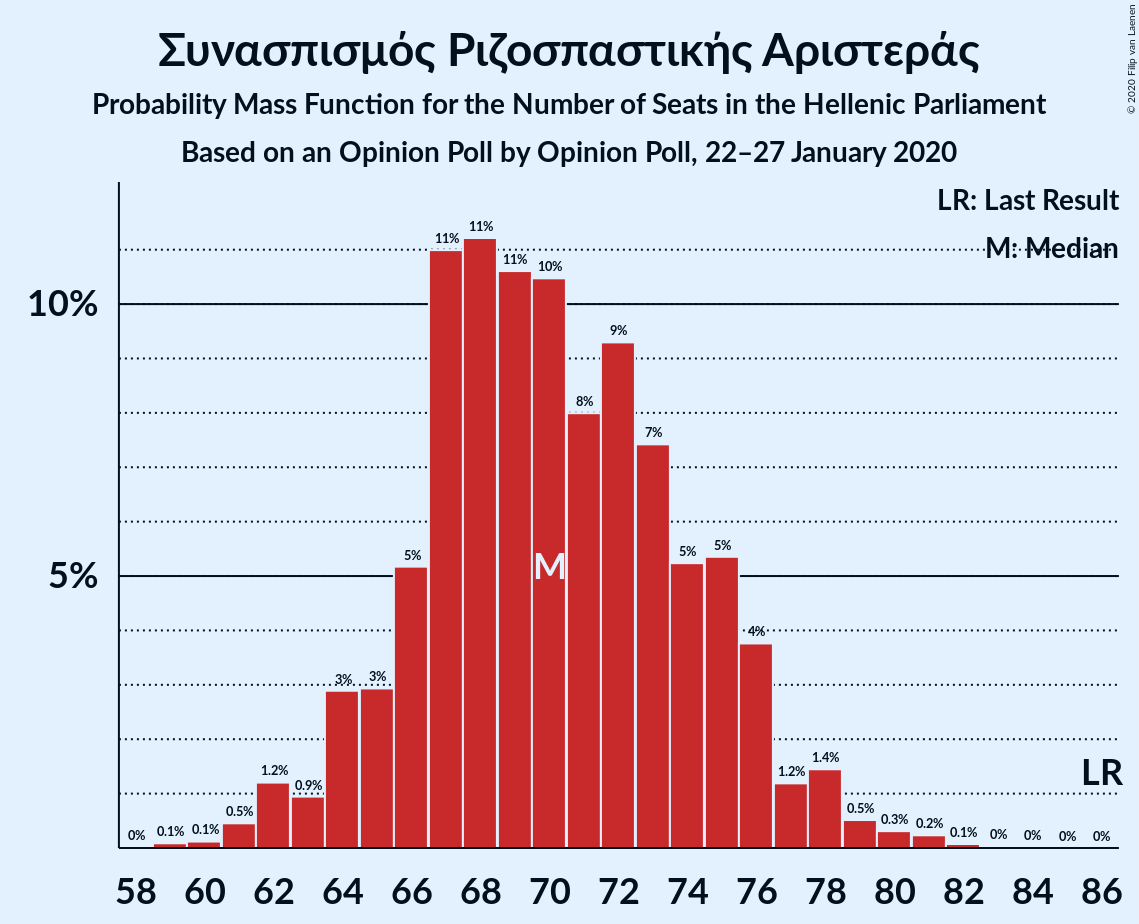 Συνασπισμός Ριζοσπαστικής Αριστεράς
Probability Mass Function for the Number of Seats in the Hellenic Parliament
Based on an Opinion Poll by Opinion Poll, 22–27 January 2020
© 2020 Filip van Laenen
LR: Last Result
M: Median
10%
5%
0% 0.1% 0.1% 0.5% 1.2% 0.9% 3% 3% 5% 11% 11% 11% 10% 8% 9% 7% 5% 5% 4% 1.2% 1.4% 0.5% 0.3% 0.2% 0.1% 0% 0% 0% 0%
M
LR
58 60 62 64 66 68 70 72 74 76 78 80 82 84 86